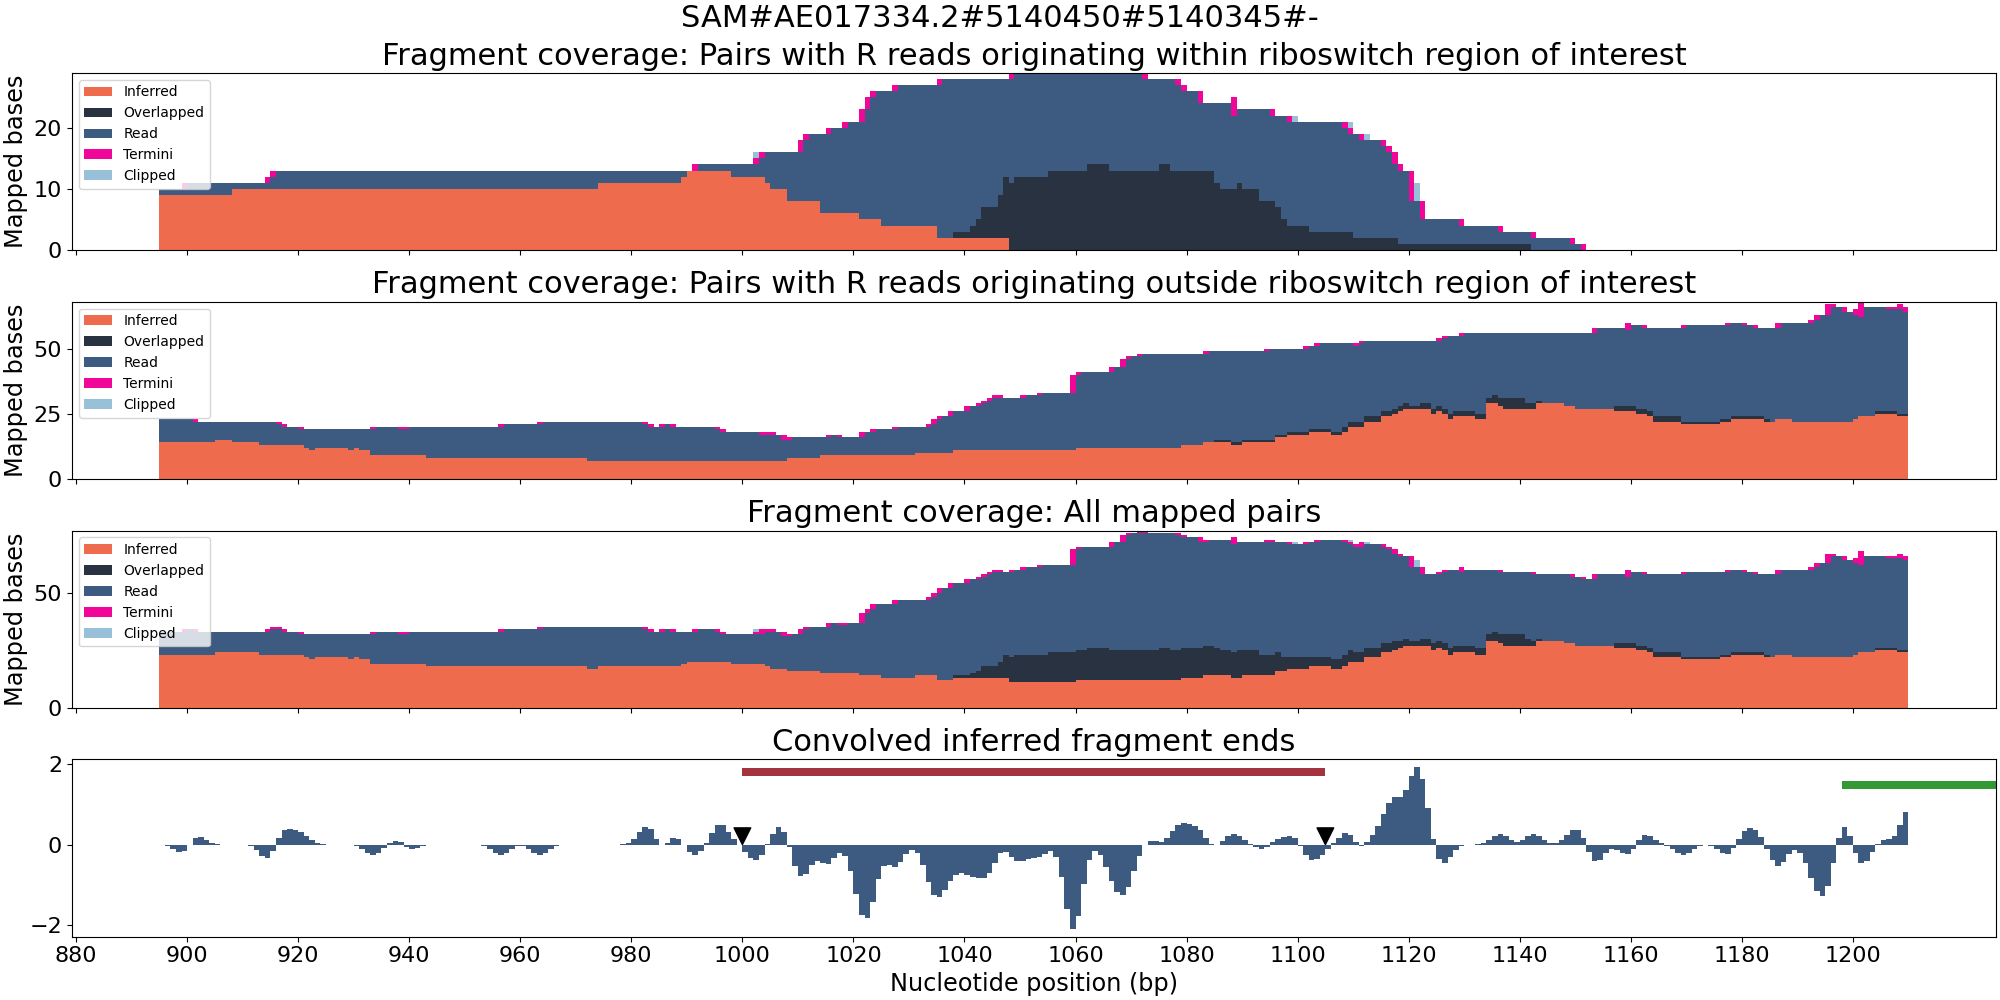 SAM#AE017334.2#5140450#5140345#-
Fragment coverage: Pairs with R reads originating within riboswitch region of interest
Mapped bases
20
10
0
Inferred
Overlapped
Read
Termini
Clipped
Fragment coverage: Pairs with R reads originating outside riboswitch region of interest
Mapped bases
50
25
0
Inferred
Overlapped
Read
Termini
Clipped
Fragment coverage: All mapped pairs
Mapped bases
50
0
Inferred
Overlapped
Read
Termini
Clipped
Convolved inferred fragment ends
2
0
−2
880 900 920 940 960 980 1000 1020 1040 1060 1080 1100 1120 1140 1160 1180 1200
Nucleotide position (bp)